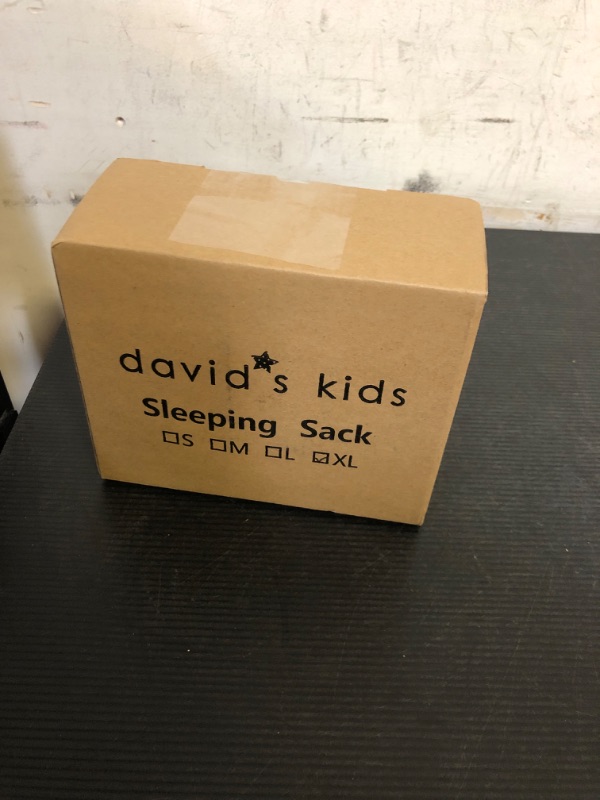 david's kids
Sleeping Sack
☐S ☐M ☐L ☑XL